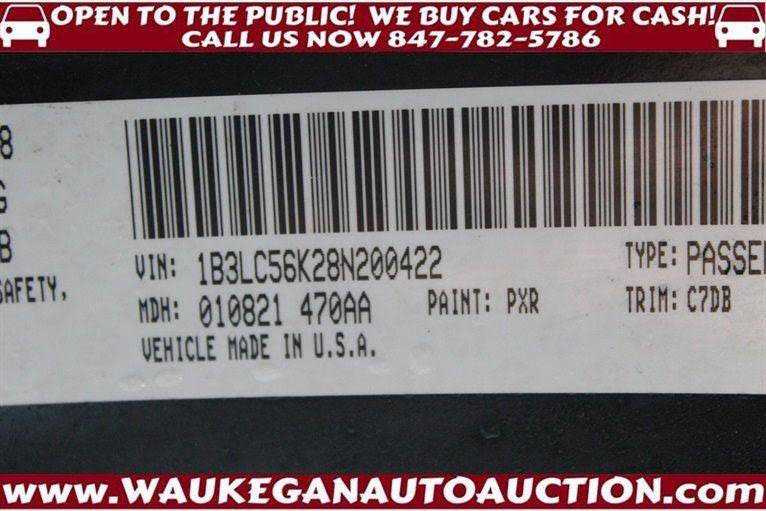 OPEN TO THE PUBLIC! WE BUY CARS FOR CASH!
CALL US NOW 847-782-5786
8
G
B
SAFETY,
VIN: 1B3LC56K28N200422
TYPE: PASSE
MDH: 010821 470AA
PAINT: PXR
TRIM: C7DB
VEHICLE MADE IN U.S.A.
www.WAUKEGANAUTOAUCTION.com